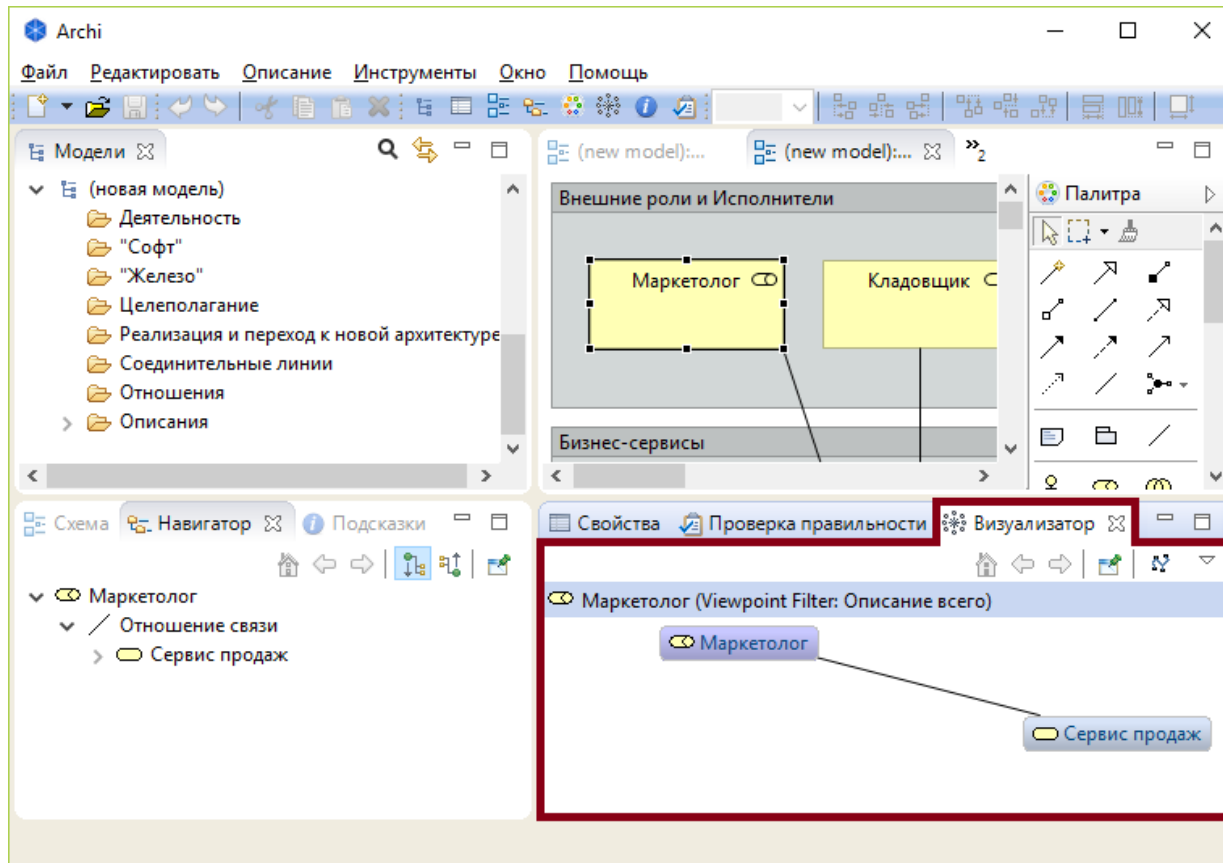 Archi
Файл Редактировать Описание Инструменты Окно Помощь
Модели
(новая модель)
Деятельность
"Софт"
"Железо"
Целеполагание
Реализация и переход к новой архитектуре
Соединительные линии
Отношения
Описания
(new model):...
(new model):...
»2
Внешние роли и Исполнители
Маркетолог
Кладовщик
Бизнес-сервисы
Палитра
Схема Навигатор Подсказки
Маркетолог
Отношение связи
Сервис продаж
Свойства Проверка правильности Визуализатор
Маркетолог (Viewpoint Filter: Описание всего)
Маркетолог
Сервис продаж